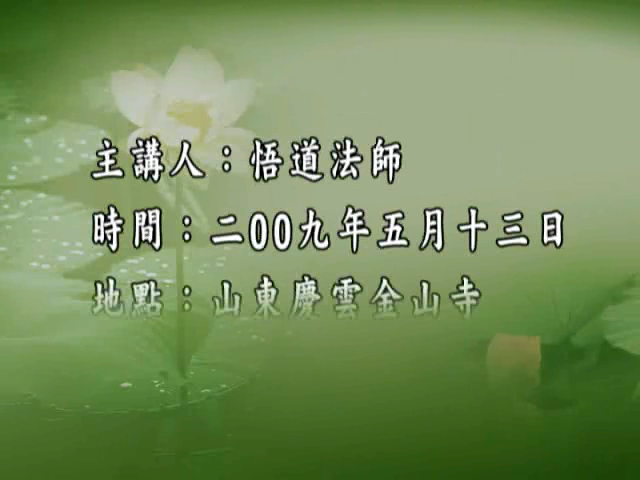 主講人：悟道法師
時間：二00九年五月十三日
地點：山東慶雲金山寺